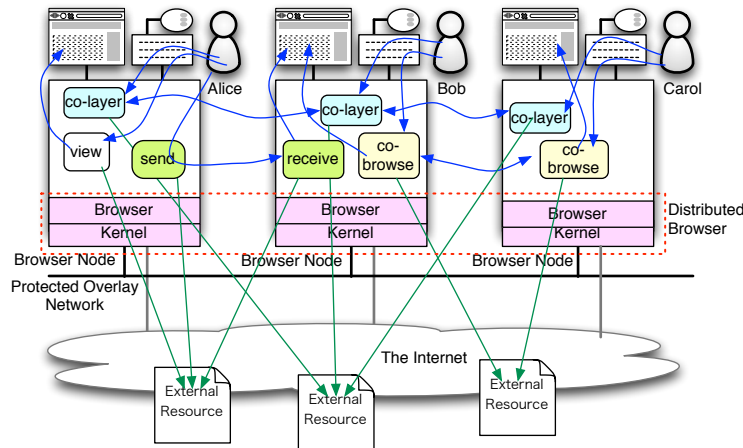 Alice
Bob
Carol
co-layer
view
send
co-layer
receive
co-
browse
co-layer
co-
browse
Browser
Kernel
Browser
Kernel
Browser
Kernel
Distributed
Browser
Browser Node
Browser Node
Browser Node
Protected Overlay
Network
The Internet
External
Resource
External
Resource
External
Resource